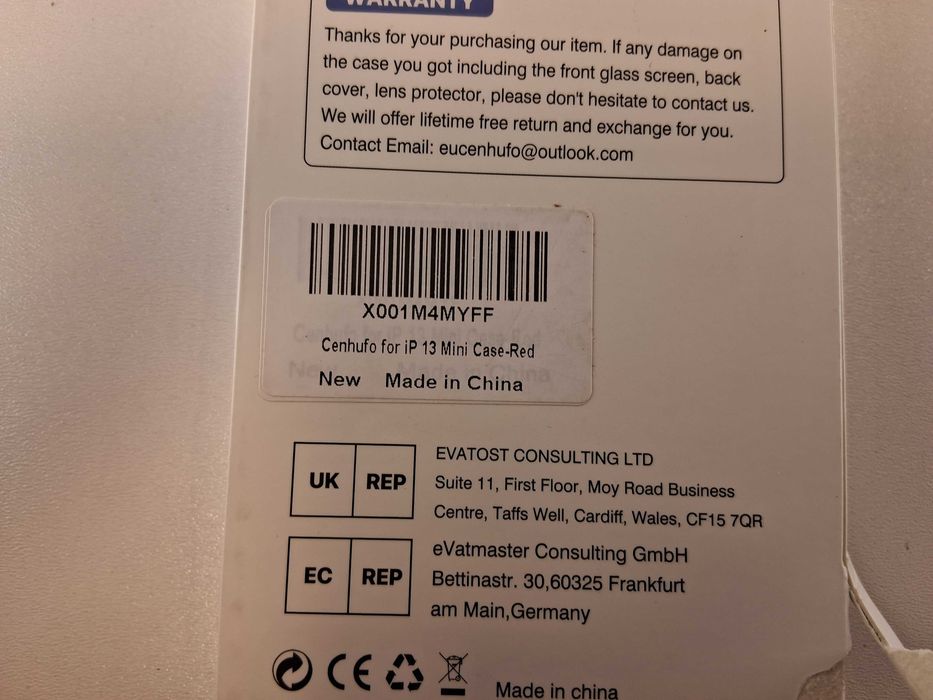 WARRANTY
Thanks for your purchasing our item. If any damage on
the case you got including the front glass screen, back
cover, lens protector, please don't hesitate to contact us.
We will offer lifetime free return and exchange for you.
Contact Email: eucenhufo@outlook.com
X001M4MYFF
Cenhufo for iP 13 Mini Case-Red
New Made in China
UK REP
EVATOST CONSULTING LTD
Suite 11, First Floor, Moy Road Business
Centre, Taffs Well, Cardiff, Wales, CF15 7QR
EC REP
eVatmaster Consulting GmbH
Bettinastr. 30,60325 Frankfurt
am Main,Germany
CE
Made in china